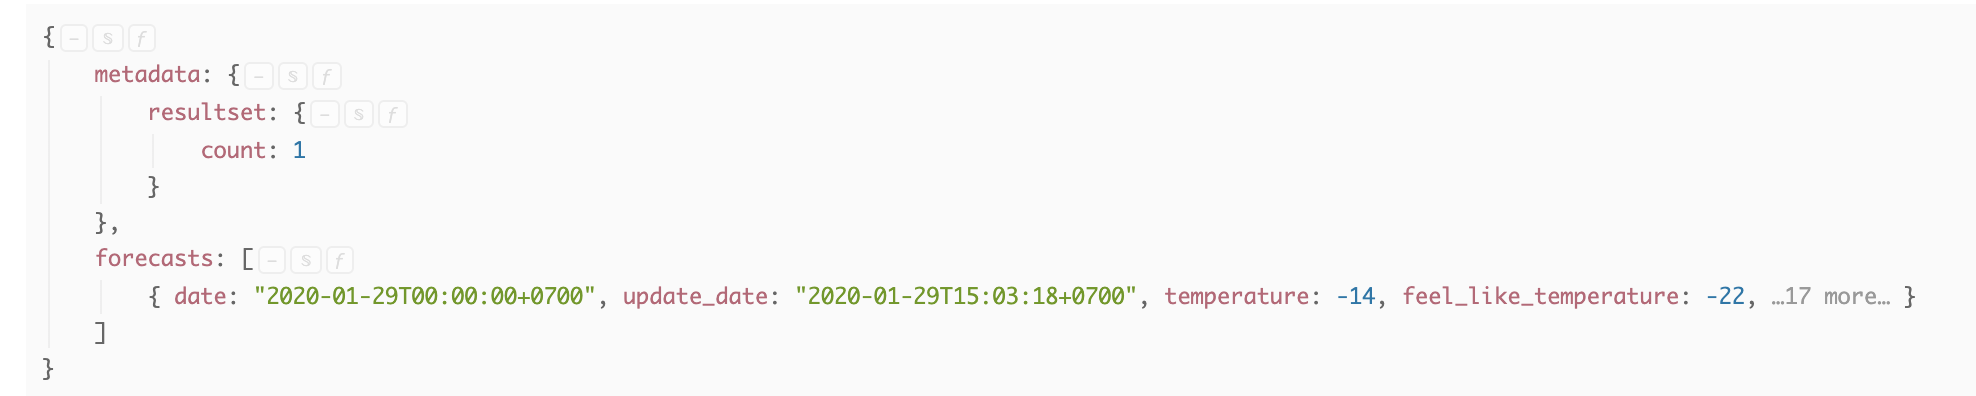 { – S f
metadata: { – S f
resultset: { – S f
count: 1
}
},
forecasts: [ – S f
{ date: "2020-01-29T00:00:00+0700", update_date: "2020-01-29T15:03:18+0700", temperature: -14, feel_like_temperature: -22, …17 more… }
]
}